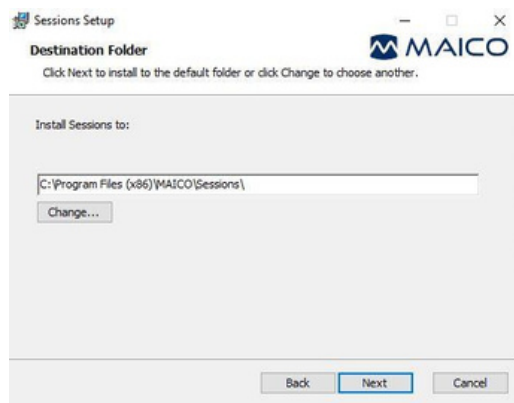 Sessions Setup
MAICO
Destination Folder
Click Next to install to the default folder or click Change to choose another.
Install Sessions to:
C:\Program Files (x86)\MAICO\Sessions\
Change...
Back Next Cancel